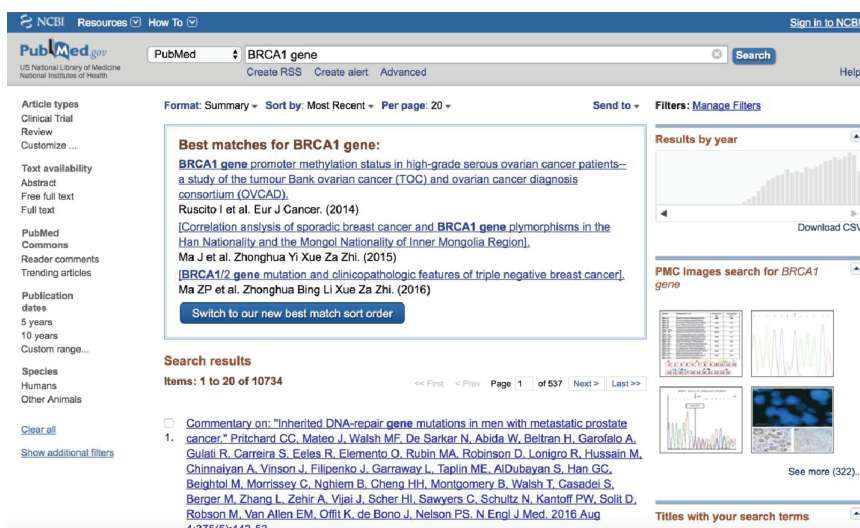 NCBI Resources How To Sign in to NCBI
PubMed.gov
US National Library of Medicine
National Institutes of Health
PubMed BRCA1 gene Search
Create RSS Create alert Advanced Help
Article types
Clinical Trial
Review
Customize ...
Text availability
Abstract
Free full text
Full text
PubMed
Commons
Reader comments
Trending articles
Publication
dates
5 years
10 years
Custom range...
Species
Humans
Other Animals
Clear all
Show additional filters
Format: Summary Sort by: Most Recent Per page: 20 Send to
Best matches for BRCA1 gene:
BRCA1 gene promoter methylation status in high-grade serous ovarian cancer patients--
a study of the tumour Bank ovarian cancer (TOC) and ovarian cancer diagnosis
consortium (OVCAD).
Ruscito I et al. Eur J Cancer. (2014)
[Correlation anslysis of sporadic breast cancer and BRCA1 gene plymorphisms in the
Han Nationality and the Mongol Nationality of Inner Mongolia Region].
Ma J et al. Zhonghua Yi Xue Za Zhi. (2015)
[BRCA1/2 gene mutation and clinicopathologic features of triple negative breast cancer].
Ma ZP et al. Zhonghua Bing Li Xue Za Zhi. (2016)
Switch to our new best match sort order
Search results
Items: 1 to 20 of 10734
<< First < Prev Page 1 of 537 Next > Last >>
Commentary on: "Inherited DNA-repair gene mutations in men with metastatic prostate
1. cancer." Pritchard CC, Mateo J, Walsh MF, De Sarkar N, Abida W, Beltran H, Garofalo A,
Gulati R, Carreira S, Eeles R, Elemento O, Rubin MA, Robinson D, Lonigro R, Hussain M,
Chinnaiyan A, Vinson J, Filipenko J, Garraway L, Taplin ME, AlDubayan S, Han GC,
Beightol M, Morrissey C, Nghiem B, Cheng HH, Montgomery B, Walsh T, Casadei S,
Berger M, Zhang L, Zehir A, Vijai J, Scher HI, Sawyers C, Schultz N, Kantoff PW, Solit D,
Robson M, Van Allen EM, Offit K, de Bono J, Nelson PS. N Engl J Med. 2016 Aug
4;375(5):443-53
Filters: Manage Filters
Results by year
Download CSV
PMC Images search for BRCA1
gene
See more (322)...
Titles with your search terms